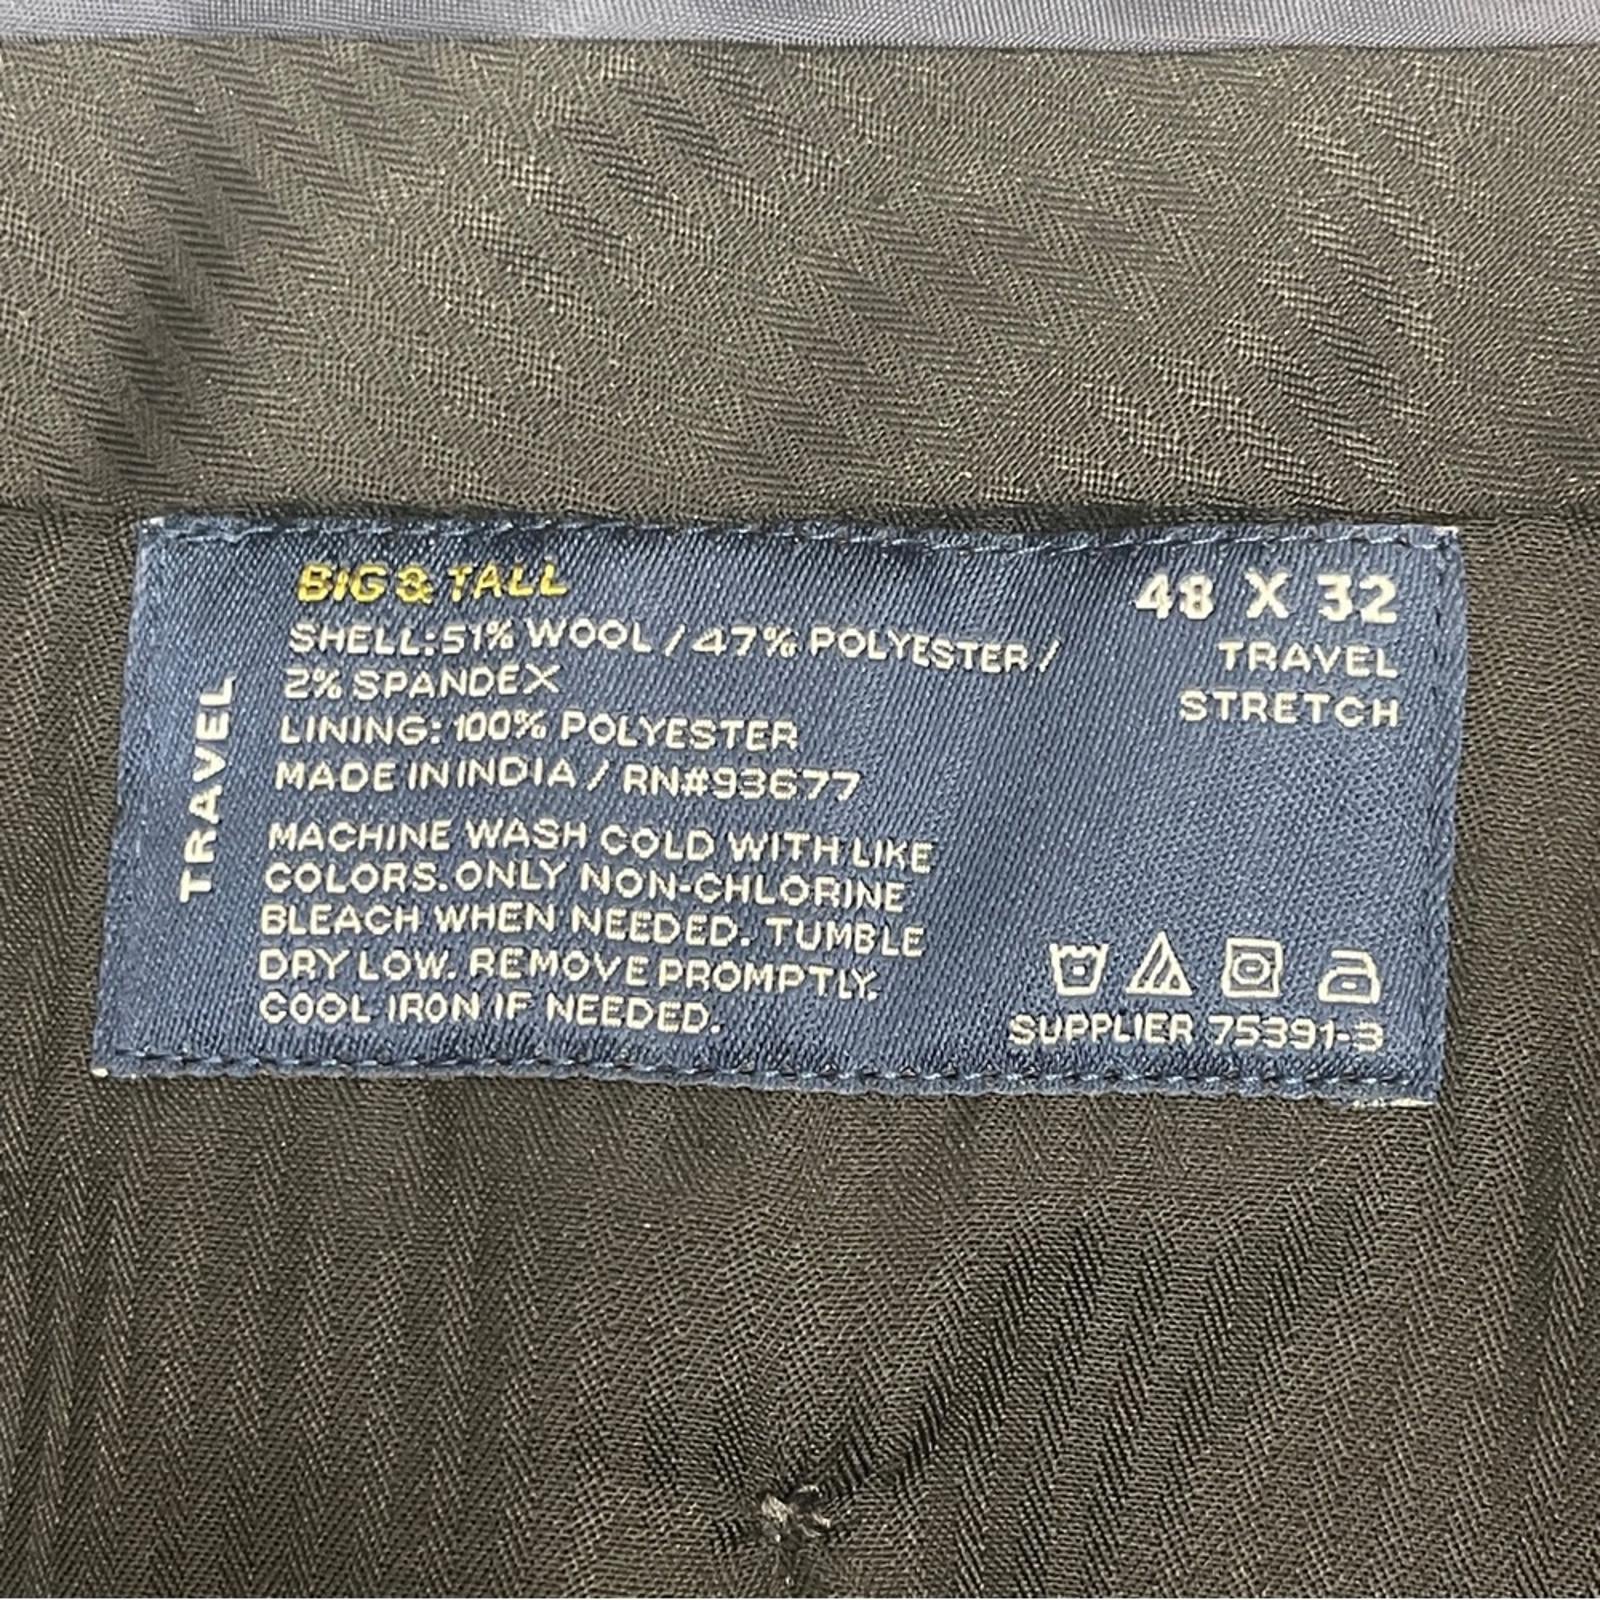 BIG & TALL
SHELL: 51% WOOL / 47% POLYESTER /
2% SPANDEX
LINING: 100% POLYESTER
MADE IN INDIA / RN#93677
MACHINE WASH COLD WITH LIKE
COLORS. ONLY NON-CHLORINE
BLEACH WHEN NEEDED. TUMBLE
DRY LOW. REMOVE PROMPTLY.
COOL IRON IF NEEDED.
TRAVEL
48 X 32
TRAVEL
STRETCH
SUPPLIER 75391-3